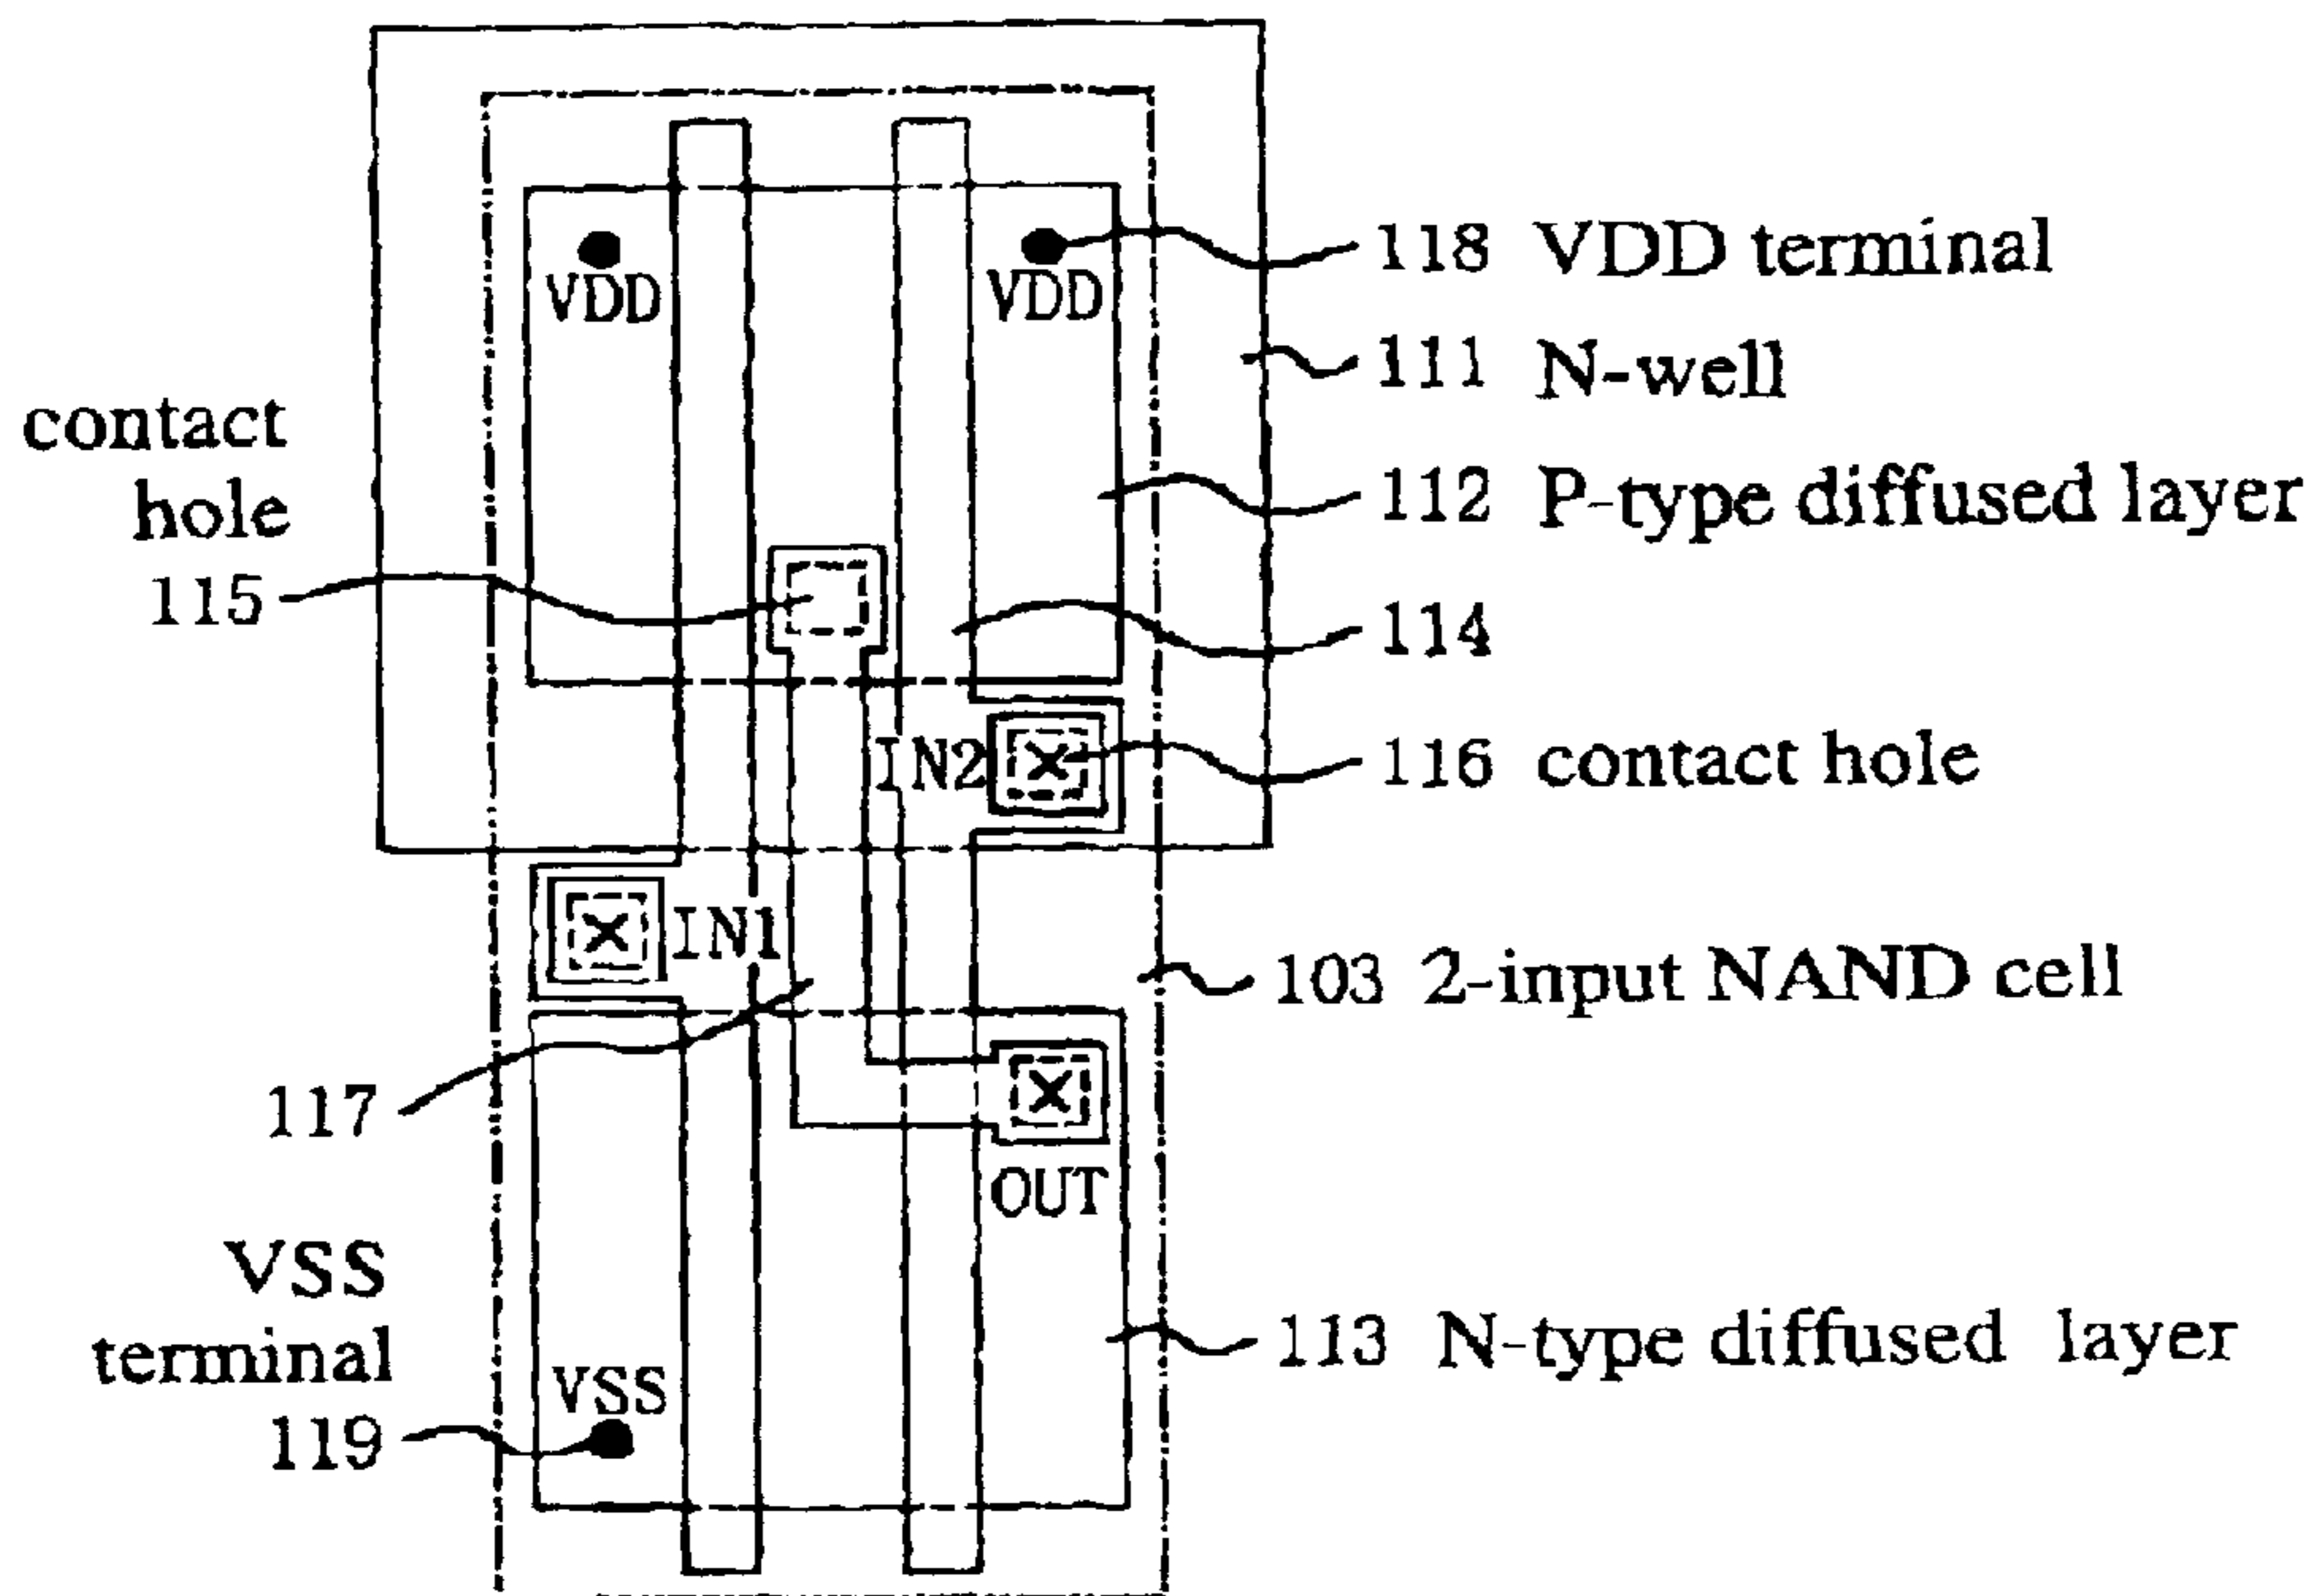 VDD
VDD
118 VDD terminal
111 N-well
contact
hole
115
112 P-type diffused layer
114
IN2
116 contact hole
IN1
103 2-input NAND cell
117
OUT
VSS
terminal
119
VSS
113 N-type diffused layer